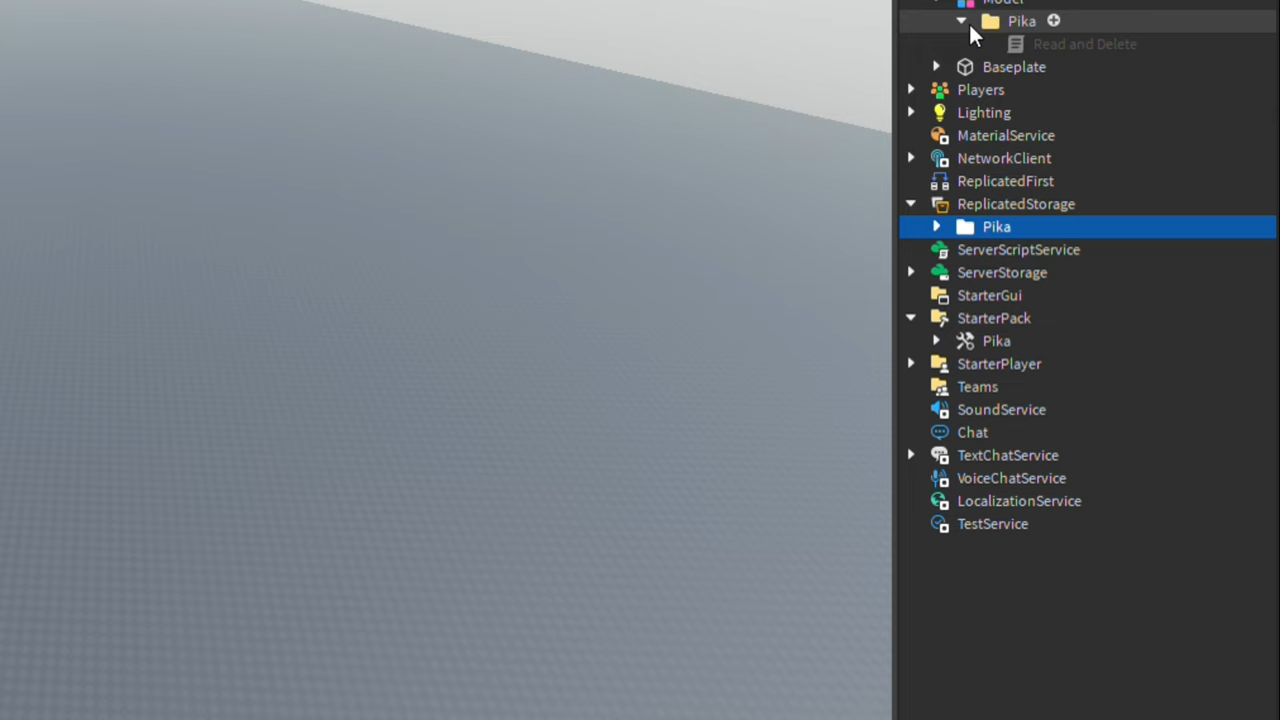 Model
Pika
Read and Delete
Baseplate
Players
Lighting
MaterialService
NetworkClient
ReplicatedFirst
ReplicatedStorage
Pika
ServerScriptService
ServerStorage
StarterGui
StarterPack
Pika
StarterPlayer
Teams
SoundService
Chat
TextChatService
VoiceChatService
LocalizationService
TestService